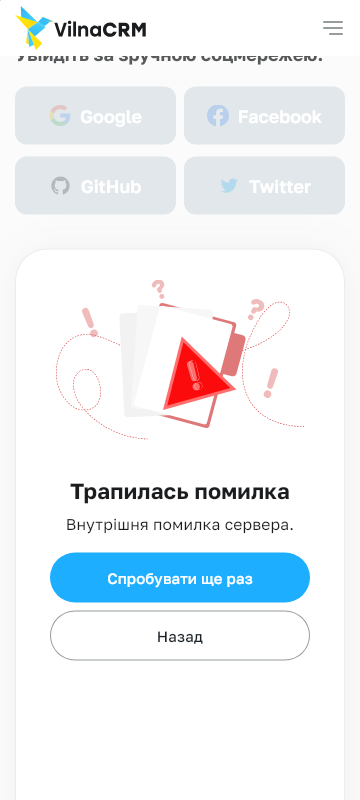 VilnaCRM
Увійдіть за зручною соцмережею:
Google
Facebook
GitHub
Twitter
Трапилась помилка
Внутрішня помилка сервера.
Спробувати ще раз
Назад